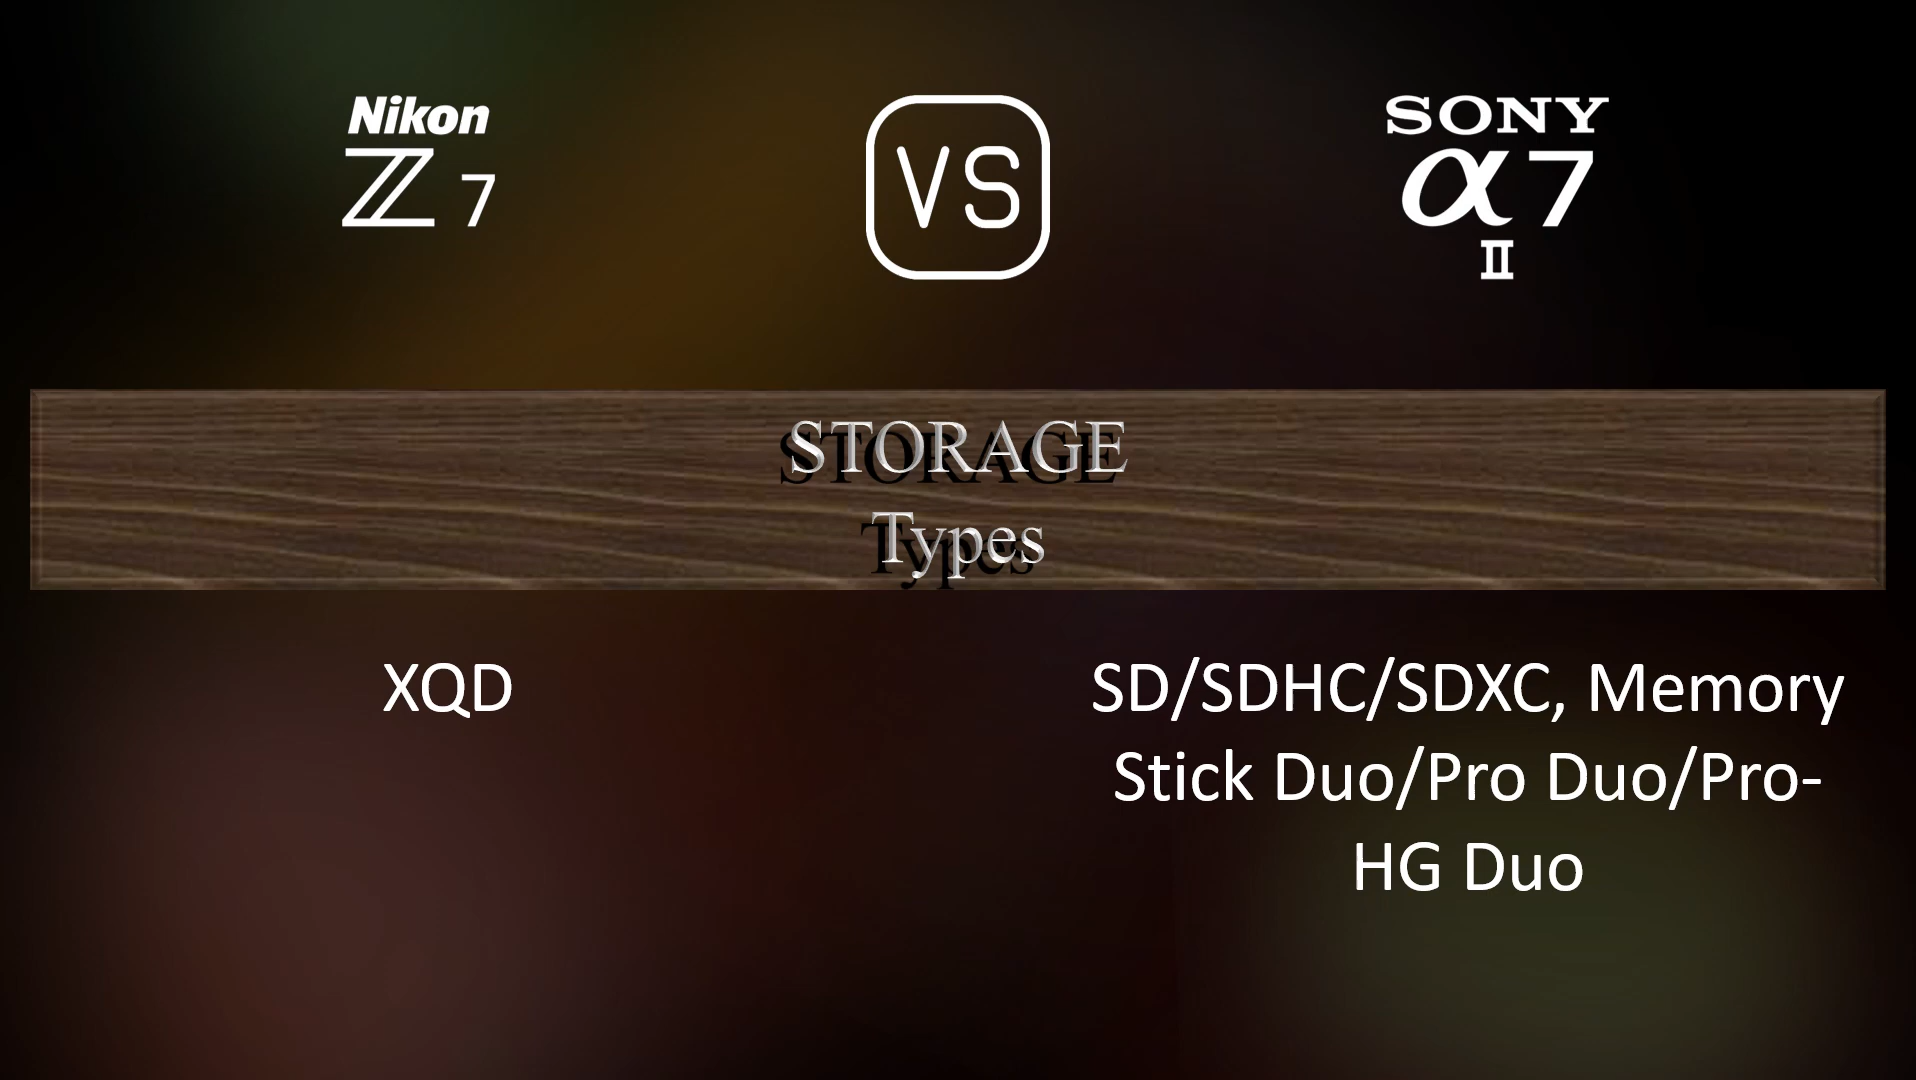 Nikon
Z 7
VS
SONY
α7
II
STORAGE
Types
XQD
SD/SDHC/SDXC, Memory
Stick Duo/Pro Duo/Pro-
HG Duo